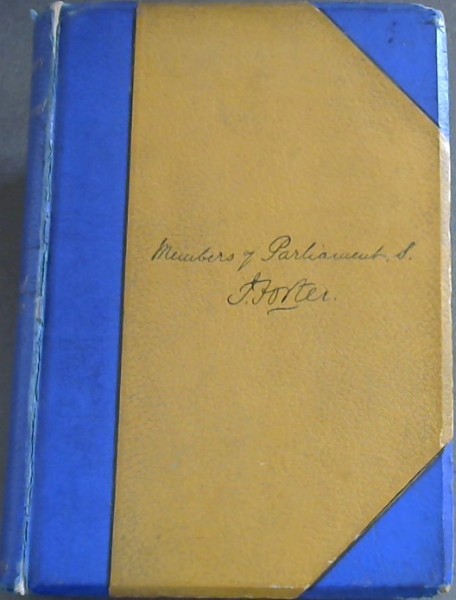 Members of Parliament. S.
J. Foster.